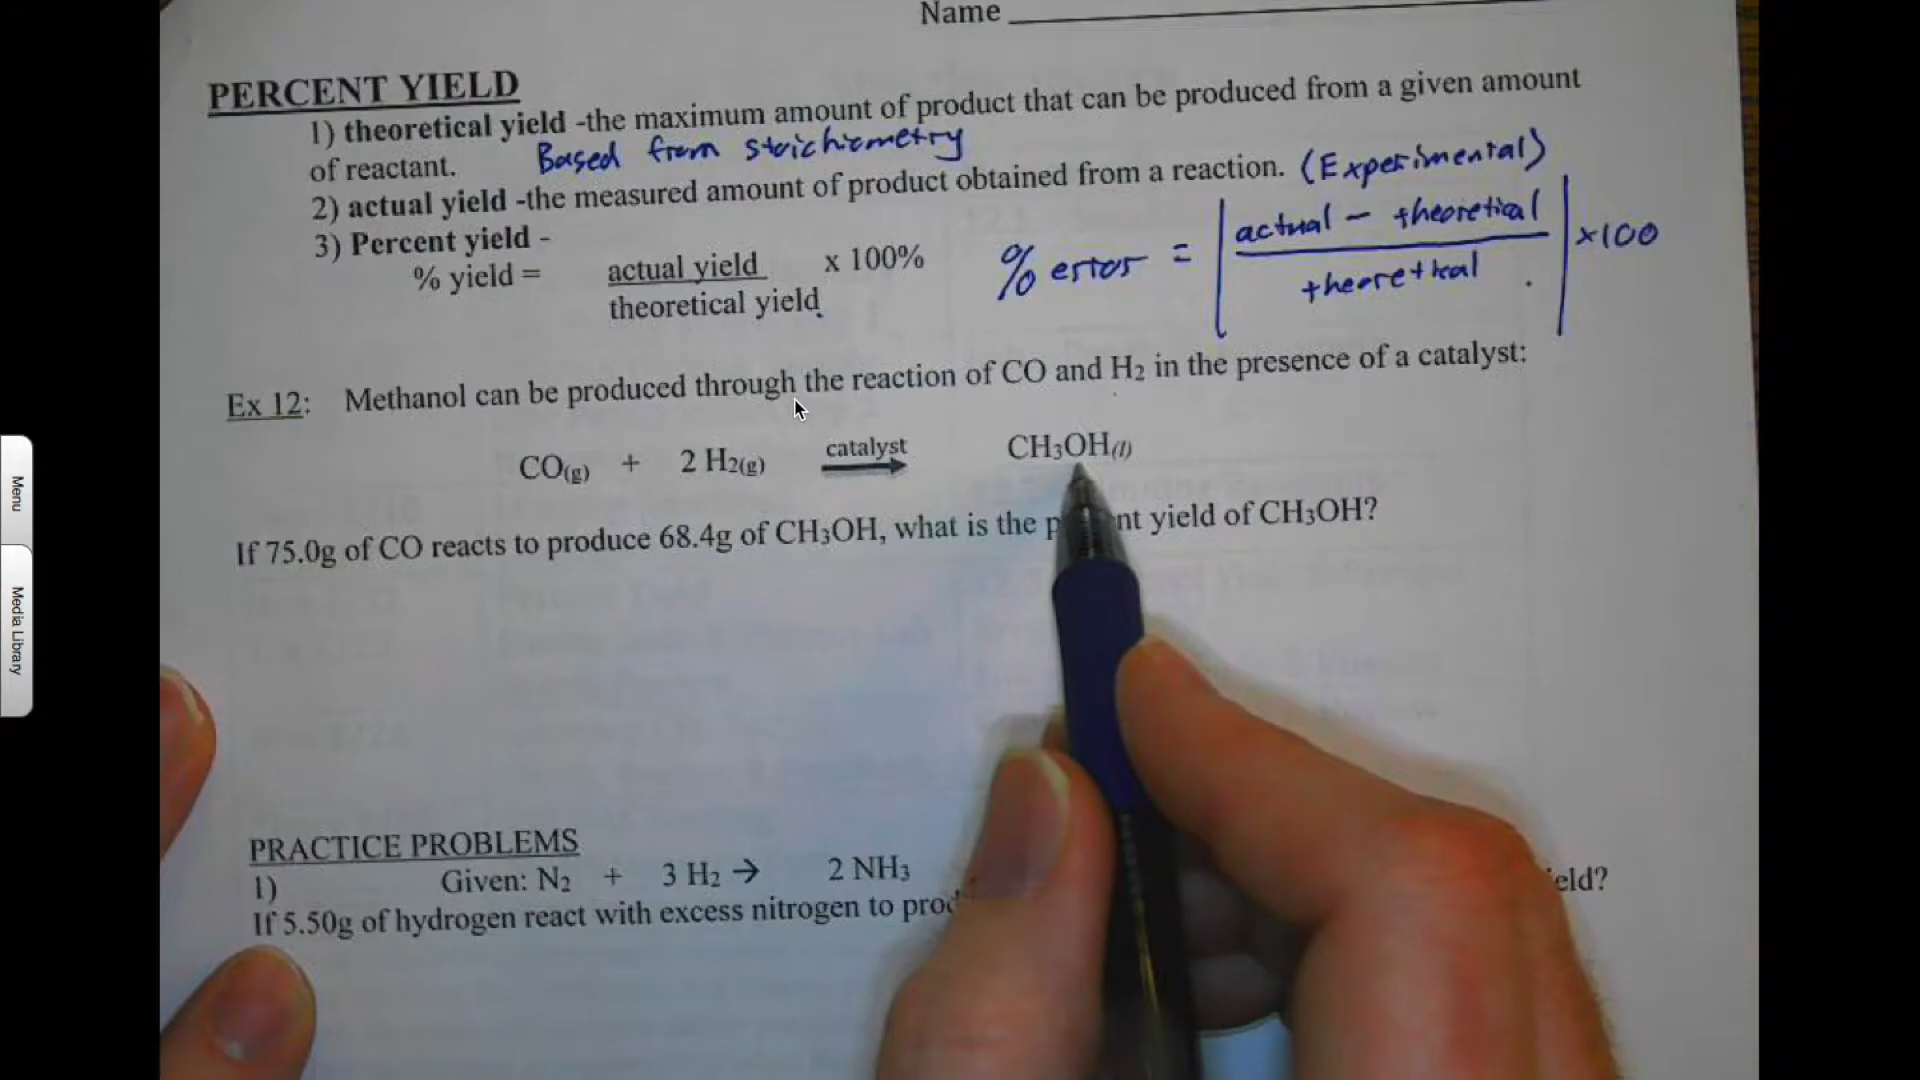 Name
PERCENT YIELD
1) theoretical yield -the maximum amount of product that can be produced from a given amount
of reactant. Based from stoichiometry
2) actual yield -the measured amount of product obtained from a reaction. (Experimental)
3) Percent yield -
% yield = actual yield x 100%
theoretical yield
% error = | actual - theoretical | x100
theoretical
Ex 12: Methanol can be produced through the reaction of CO and H2 in the presence of a catalyst:
CO(g) + 2 H2(g) catalyst CH3OH(l)
If 75.0g of CO reacts to produce 68.4g of CH3OH, what is the yield of CH3OH?
PRACTICE PROBLEMS
1) Given: N2 + 3 H2 → 2 NH3
If 5.50g of hydrogen react with excess nitrogen to
Menu
Media Library